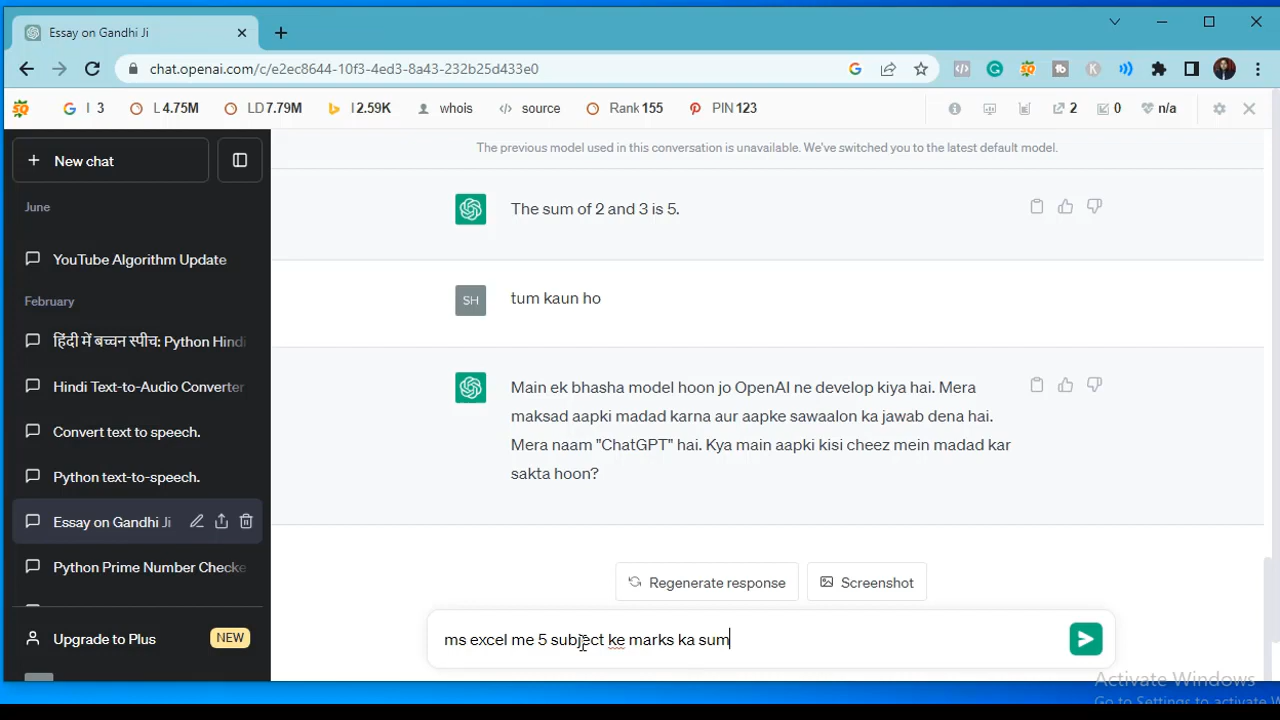 Essay on Gandhi Ji
chat.openai.com/c/e2ec8644-10f3-4ed3-8a43-232b25d433e0
I 3 L 4.75M LD 7.79M I 2.59K whois source Rank 155 PIN 123 2 0 n/a
New chat
The previous model used in this conversation is unavailable. We've switched you to the latest default model.
June
YouTube Algorithm Update
February
हिंदी में बच्चन स्पीच: Python Hindi
Hindi Text-to-Audio Converter
Convert text to speech.
Python text-to-speech.
Essay on Gandhi Ji
Python Prime Number Checke
Upgrade to Plus NEW
The sum of 2 and 3 is 5.
SH tum kaun ho
Main ek bhasha model hoon jo OpenAI ne develop kiya hai. Mera
maksad aapki madad karna aur aapke sawaalon ka jawab dena hai.
Mera naam "ChatGPT" hai. Kya main aapki kisi cheez mein madad kar
sakta hoon?
Regenerate response Screenshot
ms excel me 5 subject ke marks ka sum
Activate Windows
Go to Settings to activate W